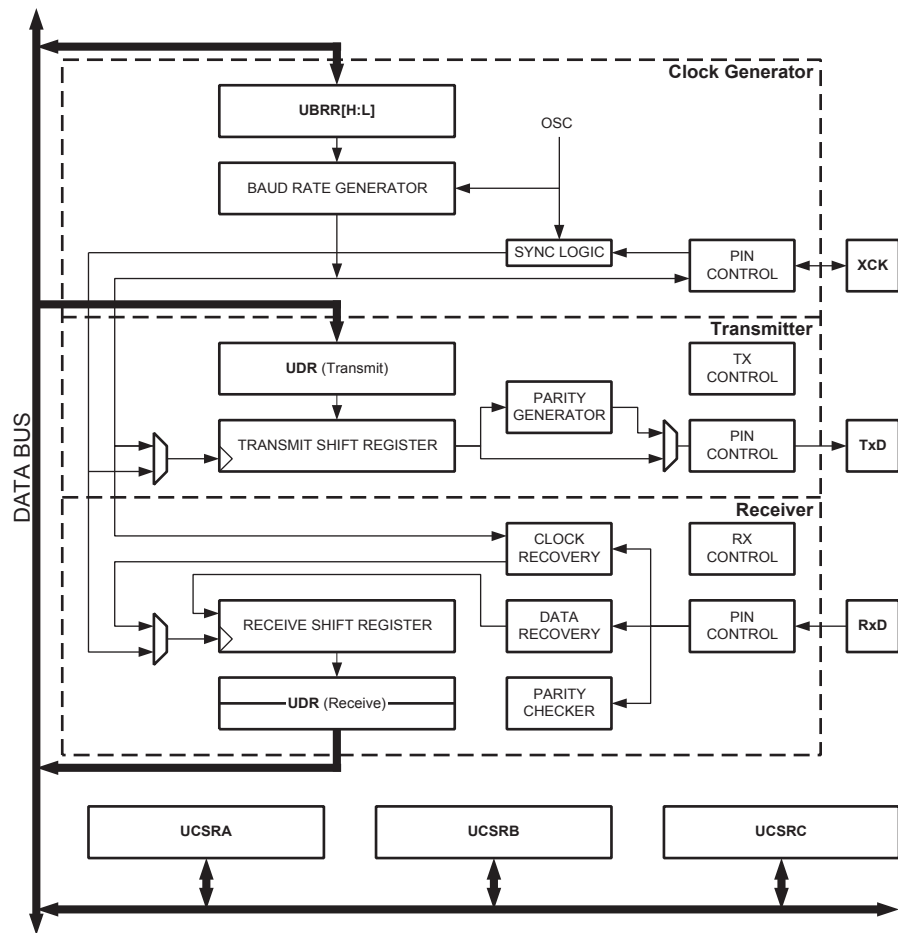 Clock Generator
UBRR[H:L]
OSC
BAUD RATE GENERATOR
SYNC LOGIC
PIN
CONTROL
XCK
Transmitter
UDR (Transmit)
TX
CONTROL
PARITY
GENERATOR
TRANSMIT SHIFT REGISTER
PIN
CONTROL
TxD
DATA BUS
Receiver
CLOCK
RECOVERY
RX
CONTROL
RECEIVE SHIFT REGISTER
DATA
RECOVERY
PIN
CONTROL
RxD
UDR (Receive)
PARITY
CHECKER
UCSRA
UCSRB
UCSRC